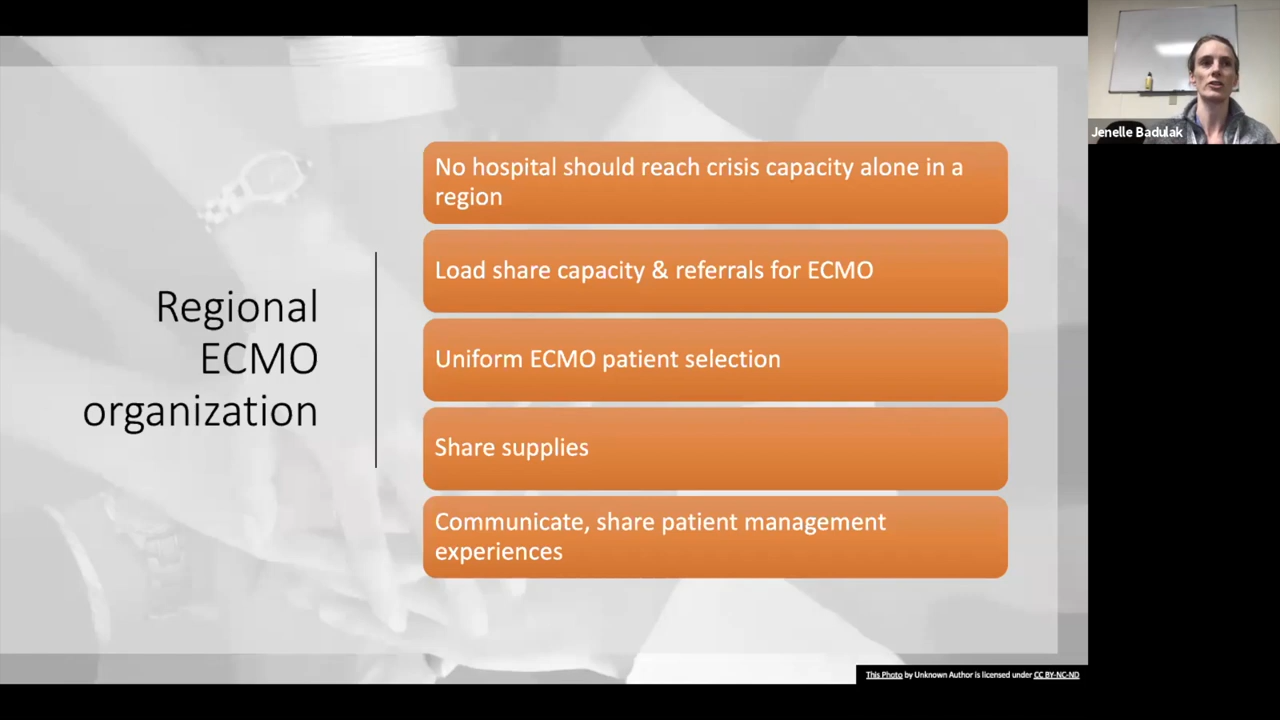 Jenelle Badulak
Regional
ECMO
organization
No hospital should reach crisis capacity alone in a
region
Load share capacity & referrals for ECMO
Uniform ECMO patient selection
Share supplies
Communicate, share patient management
experiences
This Photo by Unknown Author is licensed under CC BY-NC-ND